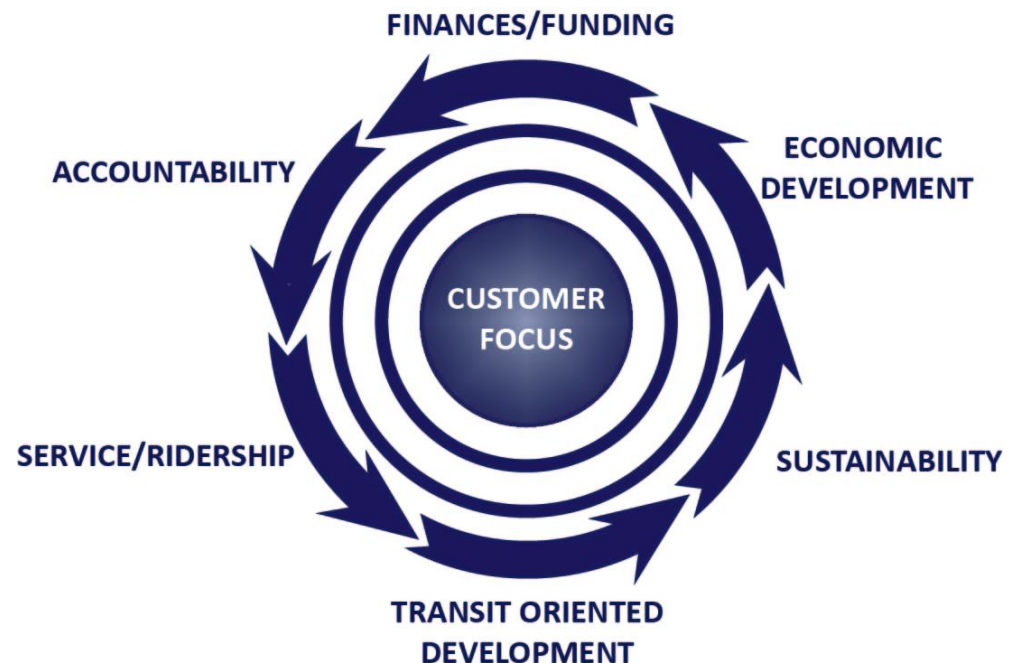 FINANCES/FUNDING
ECONOMIC
DEVELOPMENT
ACCOUNTABILITY
CUSTOMER
FOCUS
SERVICE/RIDERSHIP
SUSTAINABILITY
TRANSIT ORIENTED
DEVELOPMENT